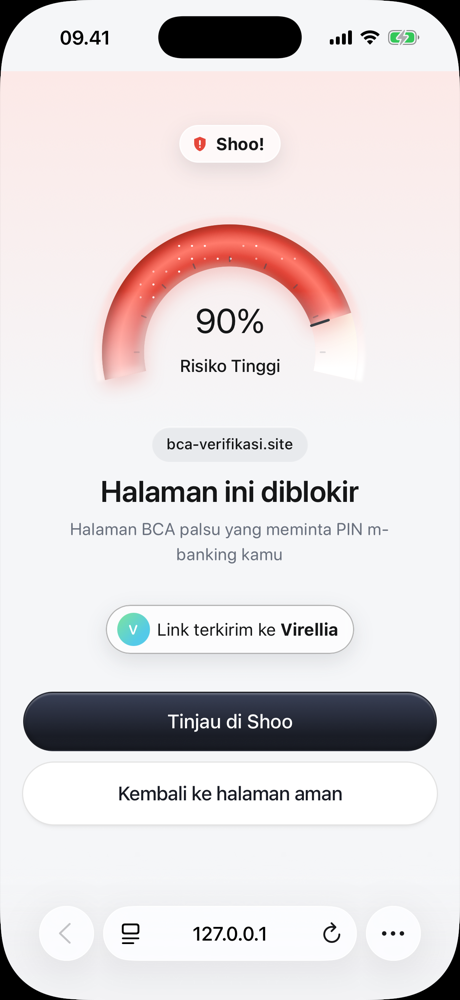 09.41
Shoo!
90%
Risiko Tinggi
bca-verifikasi.site
Halaman ini diblokir
Halaman BCA palsu yang meminta PIN m-
banking kamu
V
Link terkirim ke Virellia
Tinjau di Shoo
Kembali ke halaman aman
127.0.0.1